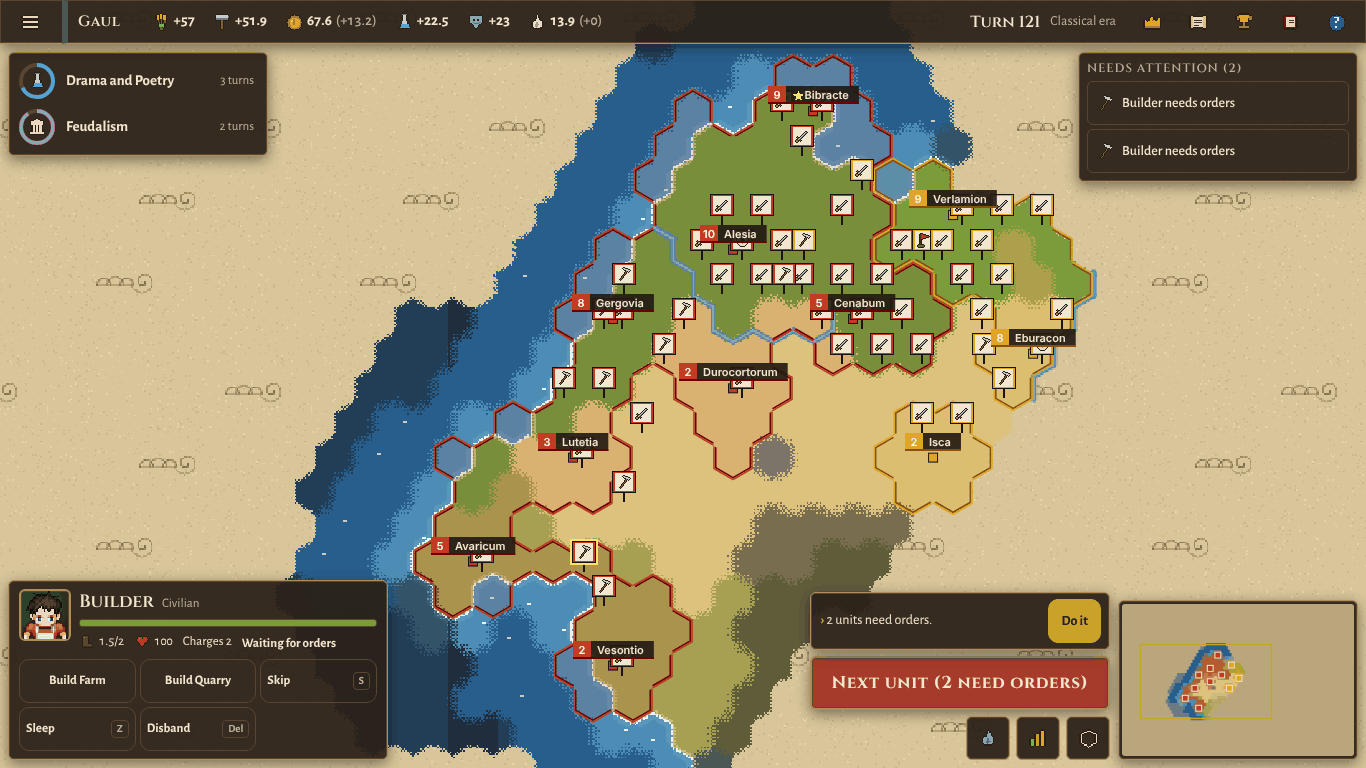 GAUL
+57
+51.9
67.6 (+13.2)
+22.5
+23
13.9 (+0)
TURN 121 Classical era
?
Drama and Poetry 3 turns
Feudalism 2 turns
NEEDS ATTENTION (2)
Builder needs orders
Builder needs orders
9 Bibracte
9 Verlamion
10 Alesia
8 Gergovia
5 Cenabum
8 Eburacon
2 Durocortorum
3 Lutetia
2 Isca
5 Avaricum
2 Vesontio
BUILDER Civilian
1.5/2 100 Charges 2 Waiting for orders
Build Farm
Build Quarry
Skip S
Sleep Z
Disband Del
› 2 units need orders.
Do it
NEXT UNIT (2 NEED ORDERS)